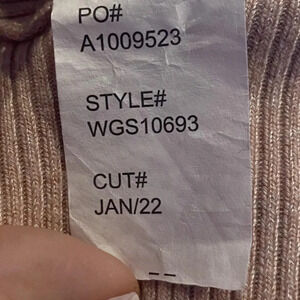 PO#
A1009523
STYLE#
WGS10693
CUT#
JAN/22